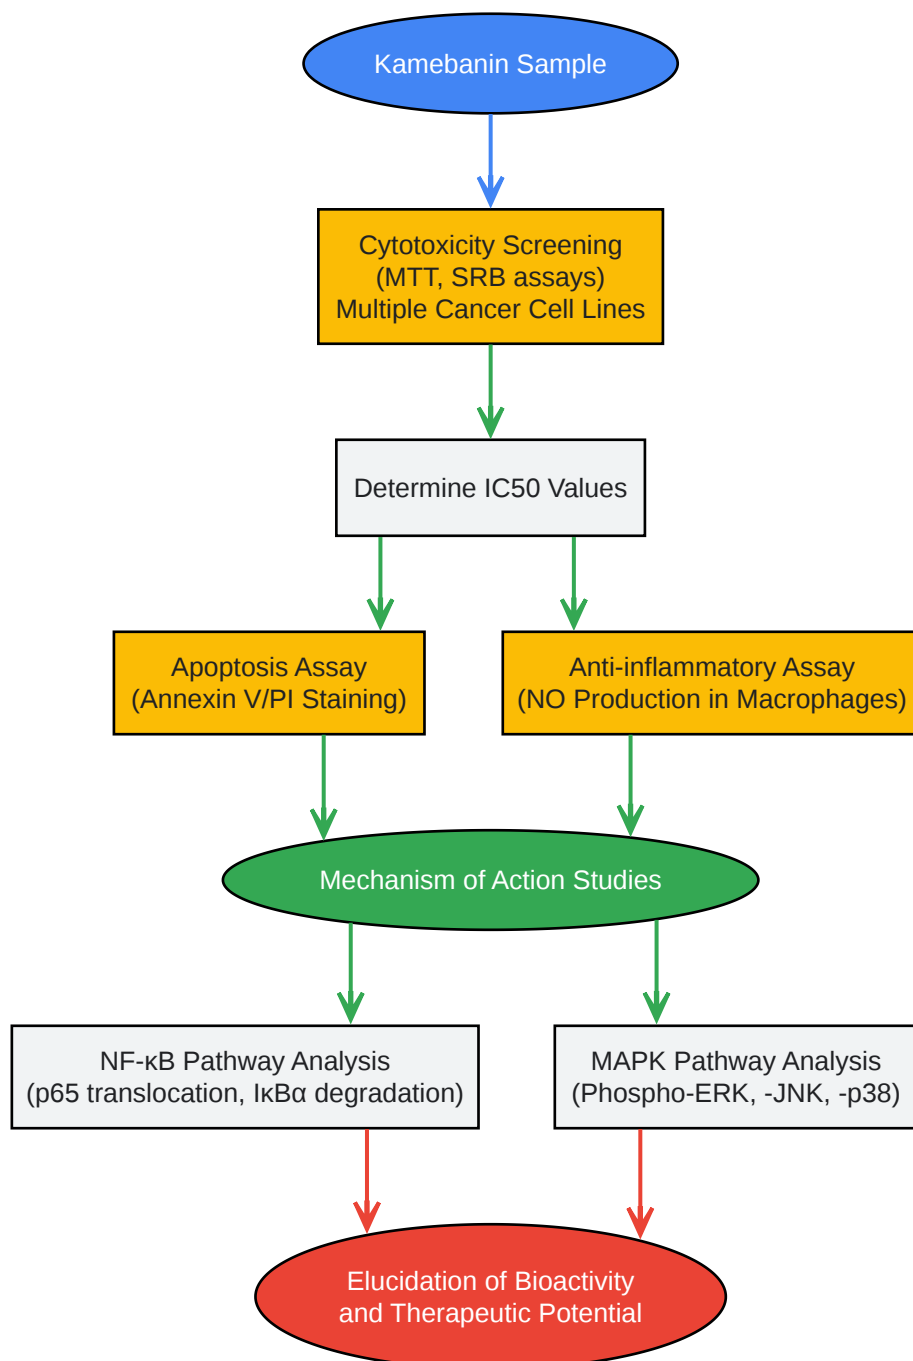 Kamebanin Sample
Cytotoxicity Screening
(MTT, SRB assays)
Multiple Cancer Cell Lines
Determine IC50 Values
Apoptosis Assay
(Annexin V/PI Staining)
Anti-inflammatory Assay
(NO Production in Macrophages)
Mechanism of Action Studies
NF-κB Pathway Analysis
(p65 translocation, IκBα degradation)
MAPK Pathway Analysis
(Phospho-ERK, -JNK, -p38)
Elucidation of Bioactivity
and Therapeutic Potential